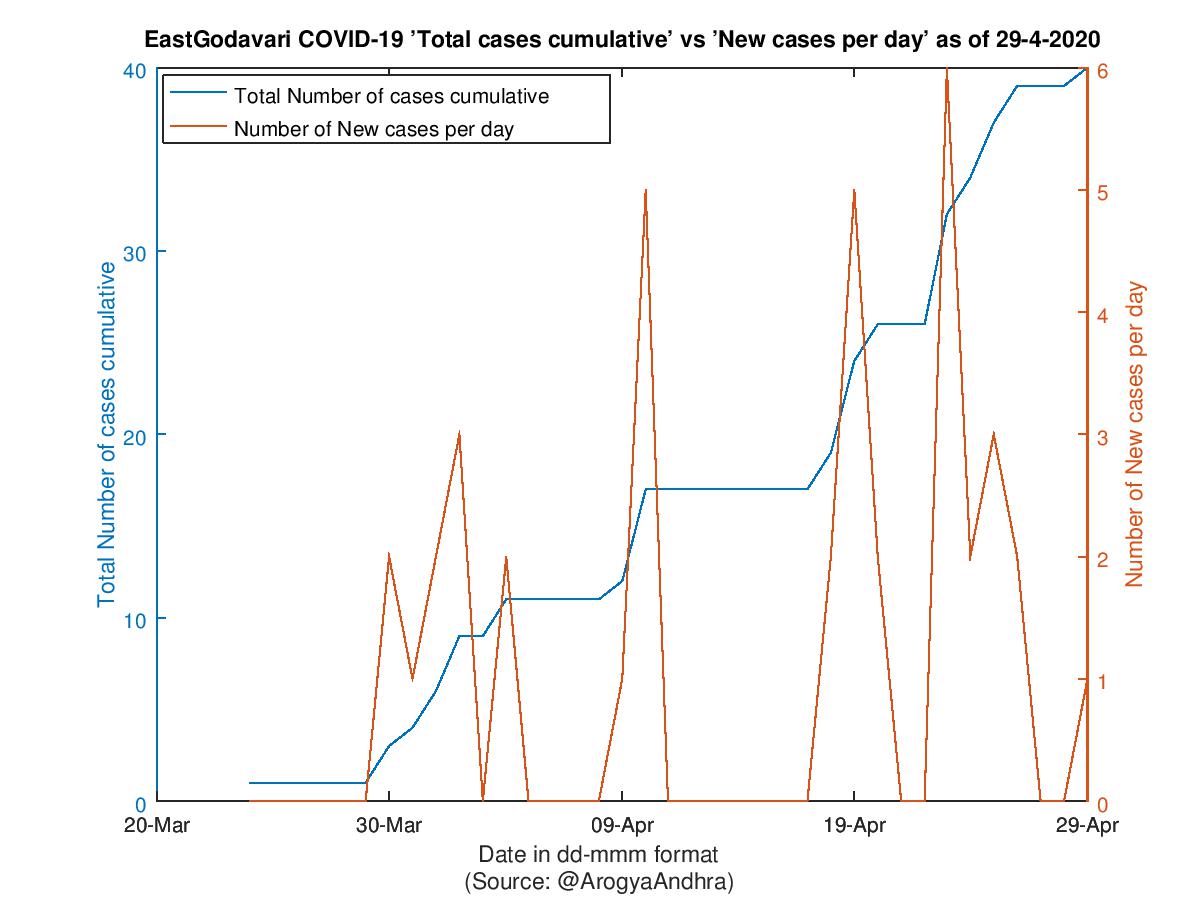 EastGodavari COVID-19 ’Total cases cumulative’ vs ’New cases per day’ as of 29-4-2020
Total Number of cases cumulative
Number of New cases per day
40
30
20
10
0
Total Number of cases cumulative
6
5
4
3
2
1
0
Number of New cases per day
20-Mar 30-Mar 09-Apr 19-Apr 29-Apr
Date in dd-mmm format
(Source: @ArogyaAndhra)